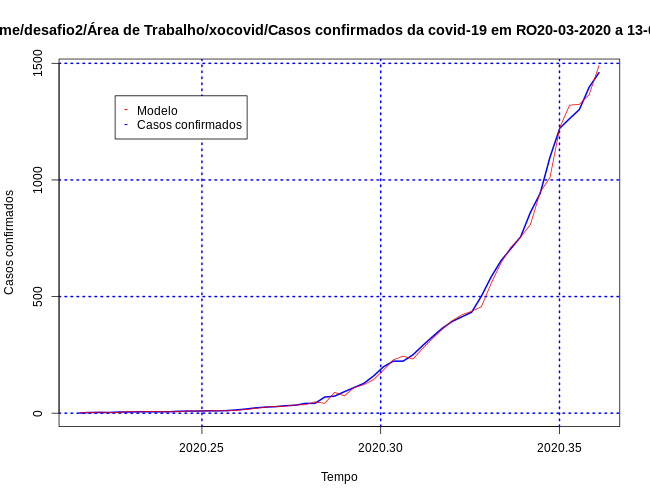 me/desafio2/Área de Trabalho/xocovid/Casos confirmados da covid-19 em RO20-03-2020 a 13-0
1500
1000
500
0
Casos confirmados
Modelo
Casos confirmados
2020.25
2020.30
2020.35
Tempo